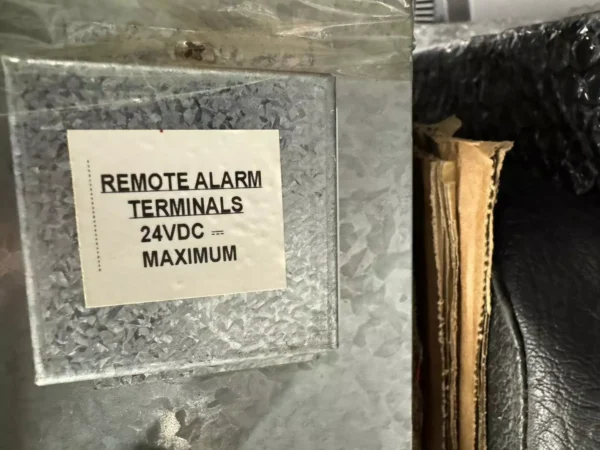 REMOTE ALARM
TERMINALS
24VDC ⎓
MAXIMUM